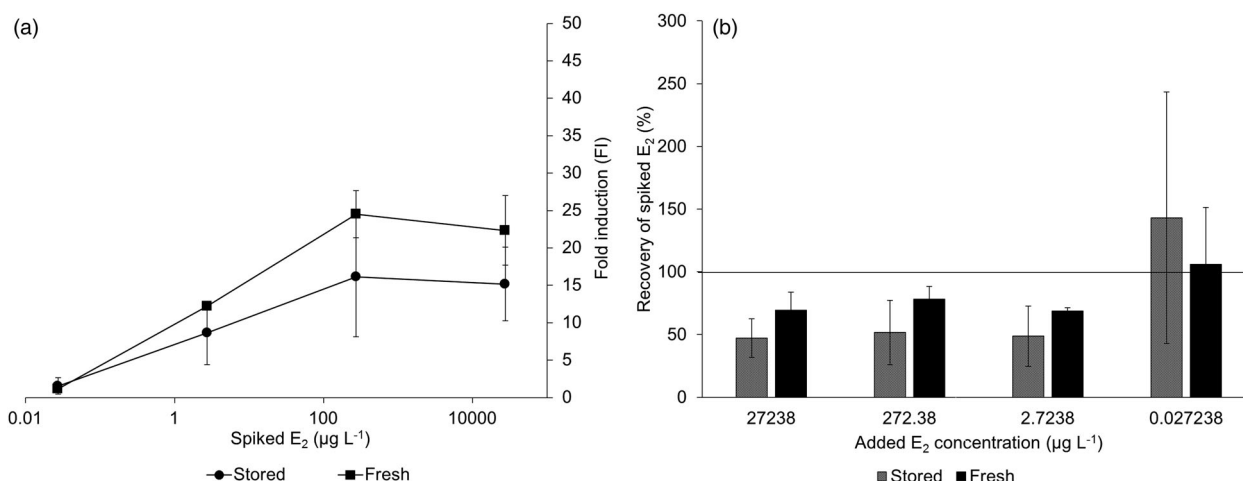 (a)
50
45
40
35
30
25
20
15
10
5
0
Fold induction (FI)
0.01 1 100 10000
Spiked E₂ (µg L⁻¹)
Stored Fresh
(b)
300
250
200
150
100
50
0
Recovery of spiked E₂ (%)
27238 272.38 2.7238 0.027238
Added E₂ concentration (µg L⁻¹)
Stored Fresh